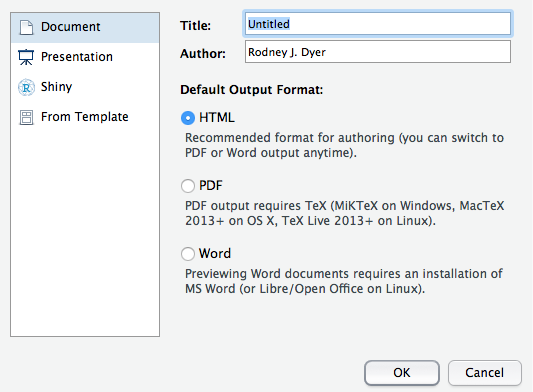 Document
Presentation
Shiny
From Template
Title: Untitled
Author: Rodney J. Dyer
Default Output Format:
HTML
Recommended format for authoring (you can switch to
PDF or Word output anytime).
PDF
PDF output requires TeX (MiKTeX on Windows, MacTeX
2013+ on OS X, TeX Live 2013+ on Linux).
Word
Previewing Word documents requires an installation of
MS Word (or Libre/Open Office on Linux).
OK Cancel